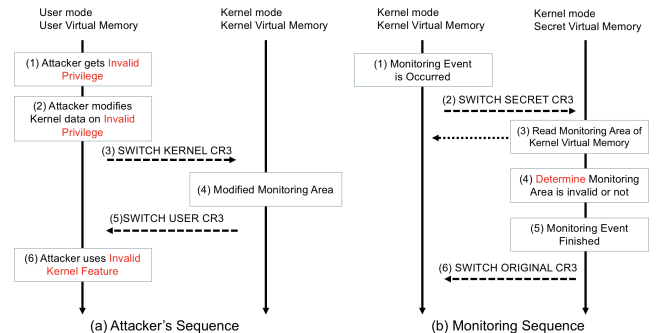 User mode
User Virtual Memory
Kernel mode
Kernel Virtual Memory
(1) Attacker gets Invalid
Privilege
(2) Attacker modifies
Kernel data on Invalid
Privilege
(3) SWITCH KERNEL CR3
(4) Modified Monitoring Area
(5)SWITCH USER CR3
(6) Attacker uses Invalid
Kernel Feature
(a) Attacker's Sequence
Kernel mode
Kernel Virtual Memory
Kernel mode
Secret Virtual Memory
(1) Monitoring Event
is Occurred
(2) SWITCH SECRET CR3
(3) Read Monitoring Area of
Kernel Virtual Memory
(4) Determine Monitoring
Area is invalid or not
(5) Monitoring Event
Finished
(6) SWITCH ORIGINAL CR3
(b) Monitoring Sequence